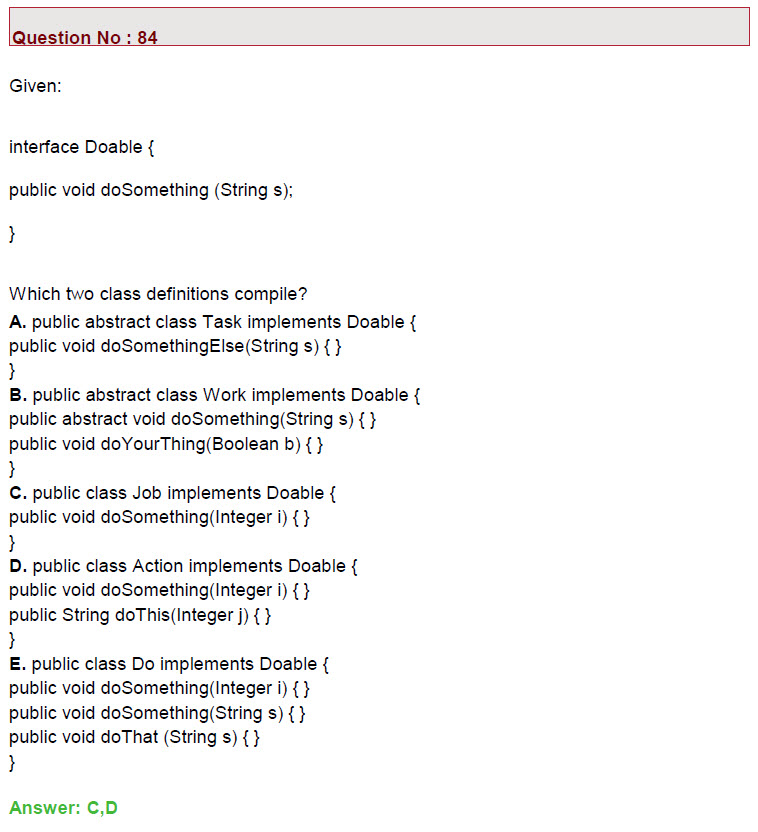 Question No : 84
Given:
interface Doable {
public void doSomething (String s);
}
Which two class definitions compile?
A. public abstract class Task implements Doable {
public void doSomethingElse(String s) { }
}
B. public abstract class Work implements Doable {
public abstract void doSomething(String s) { }
public void doYourThing(Boolean b) { }
}
C. public class Job implements Doable {
public void doSomething(Integer i) { }
}
D. public class Action implements Doable {
public void doSomething(Integer i) { }
public String doThis(Integer j) { }
}
E. public class Do implements Doable {
public void doSomething(Integer i) { }
public void doSomething(String s) { }
public void doThat (String s) { }
}
Answer: C,D